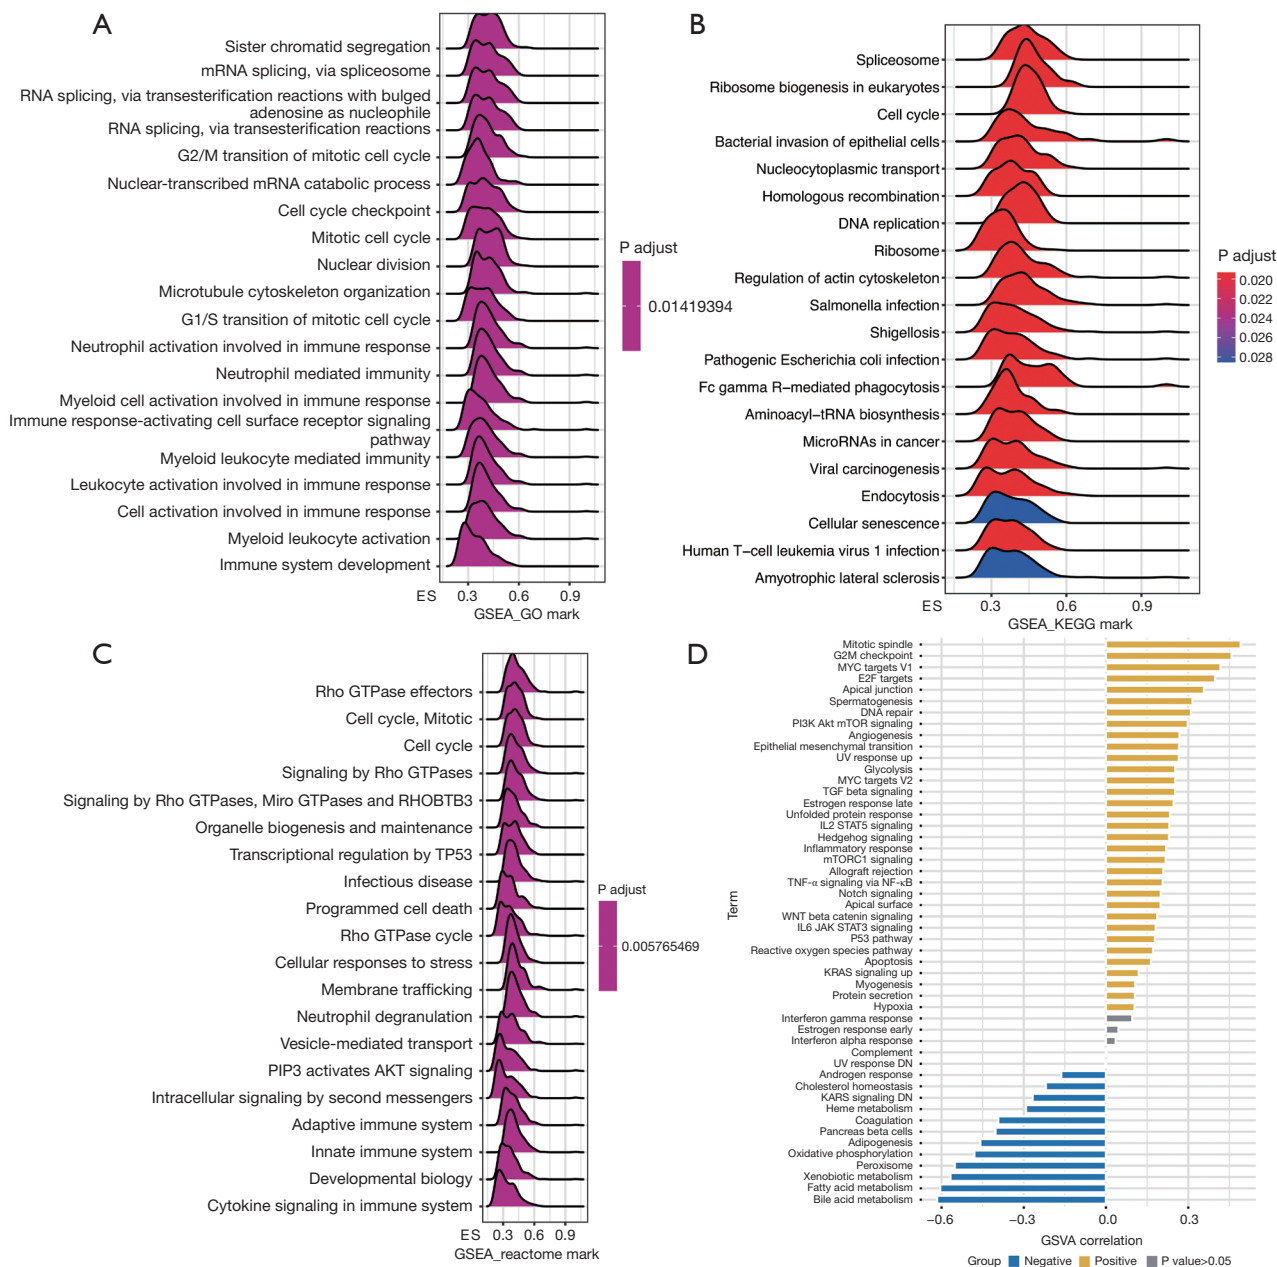 A
Sister chromatid segregation
mRNA splicing, via spliceosome
RNA splicing, via transesterification reactions with bulged
adenosine as nucleophile
RNA splicing, via transesterification reactions
G2/M transition of mitotic cell cycle
Nuclear-transcribed mRNA catabolic process
Cell cycle checkpoint
Mitotic cell cycle
Nuclear division
Microtubule cytoskeleton organization
G1/S transition of mitotic cell cycle
Neutrophil activation involved in immune response
Neutrophil mediated immunity
Myeloid cell activation involved in immune response
Immune response-activating cell surface receptor signaling
pathway
Myeloid leukocyte mediated immunity
Leukocyte activation involved in immune response
Cell activation involved in immune response
Myeloid leukocyte activation
Immune system development
ES 0.3 0.6 0.9
GSEA_GO mark
P adjust
0.01419394
B
Spliceosome
Ribosome biogenesis in eukaryotes
Cell cycle
Bacterial invasion of epithelial cells
Nucleocytoplasmic transport
Homologous recombination
DNA replication
Ribosome
Regulation of actin cytoskeleton
Salmonella infection
Shigellosis
Pathogenic Escherichia coli infection
Fc gamma R−mediated phagocytosis
Aminoacyl−tRNA biosynthesis
MicroRNAs in cancer
Viral carcinogenesis
Endocytosis
Cellular senescence
Human T−cell leukemia virus 1 infection
Amyotrophic lateral sclerosis
ES 0.3 0.6 0.9
GSEA_KEGG mark
P adjust
0.020
0.022
0.024
0.026
0.028
C
Rho GTPase effectors
Cell cycle, Mitotic
Cell cycle
Signaling by Rho GTPases
Signaling by Rho GTPases, Miro GTPases and RHOBTB3
Organelle biogenesis and maintenance
Transcriptional regulation by TP53
Infectious disease
Programmed cell death
Rho GTPase cycle
Cellular responses to stress
Membrane trafficking
Neutrophil degranulation
Vesicle-mediated transport
PIP3 activates AKT signaling
Intracellular signaling by second messengers
Adaptive immune system
Innate immune system
Developmental biology
Cytokine signaling in immune system
ES 0.3 0.6 0.9
GSEA_reactome mark
P adjust
0.005765469
D
Term
Mitotic spindle
G2M checkpoint
MYC targets V1
E2F targets
Apical junction
Spermatogenesis
DNA repair
PI3K Akt mTOR signaling
Angiogenesis
Epithelial mesenchymal transition
UV response up
Glycolysis
MYC targets V2
TGF beta signaling
Estrogen response late
Unfolded protein response
IL2 STAT5 signaling
Hedgehog signaling
Inflammatory response
mTORC1 signaling
Allograft rejection
TNF-α signaling via NF-κB
Notch signaling
Apical surface
WNT beta catenin signaling
IL6 JAK STAT3 signaling
P53 pathway
Reactive oxygen species pathway
Apoptosis
KRAS signaling up
Myogenesis
Protein secretion
Hypoxia
Interferon gamma response
Estrogen response early
Interferon alpha response
Complement
UV response DN
Androgen response
Cholesterol homeostasis
KARS signaling DN
Heme metabolism
Coagulation
Pancreas beta cells
Adipogenesis
Oxidative phosphorylation
Peroxisome
Xenobiotic metabolism
Fatty acid metabolism
Bile acid metabolism
−0.6 −0.3 0.0 0.3
GSVA correlation
Group Negative Positive P value>0.05